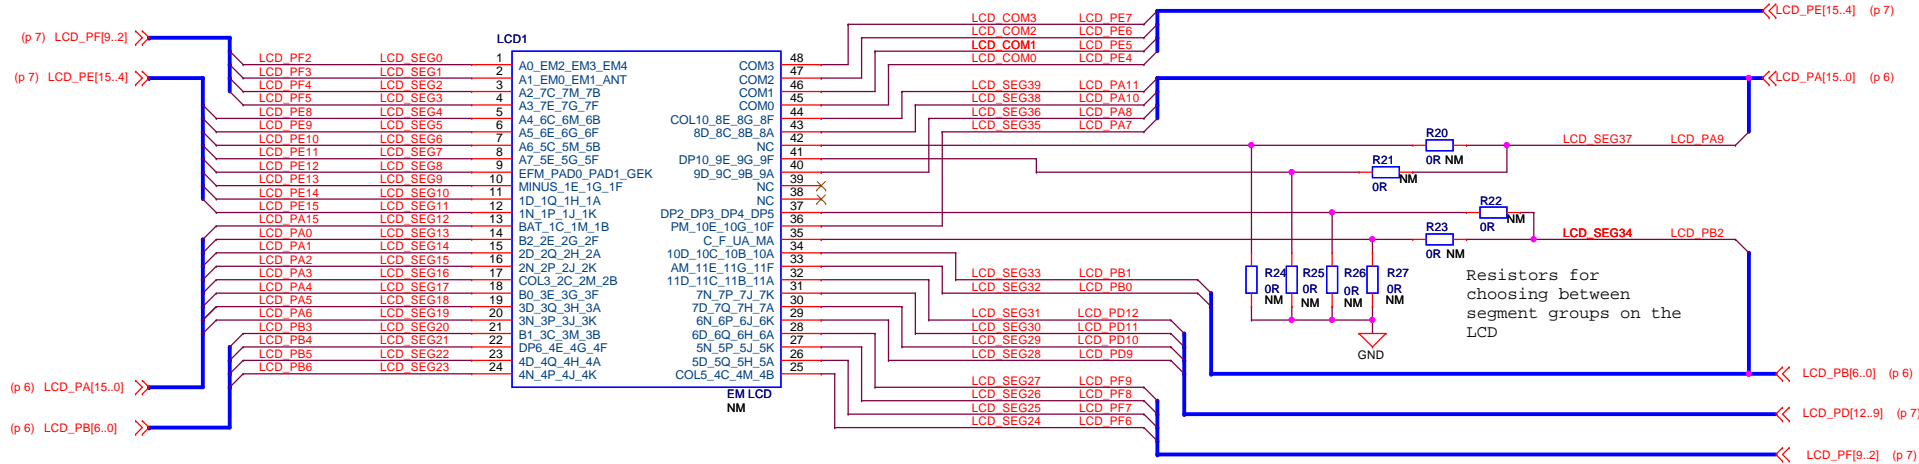 LCD_COM3 LCD_PE7
LCD_PE[15..4] (p 7)
LCD_COM2 LCD_PE6
(p 7) LCD_PF[9..2]
LCD1
LCD_COM1 LCD_PE5
LCD_COM0 LCD_PE4
LCD_PF2 LCD_SEG0 1 A0_EM2_EM3_EM4 COM3 48
(p 7) LCD_PE[15..4]
LCD_PF3 LCD_SEG1 2 A1_EM0_EM1_ANT COM2 47
LCD_PA[15..0] (p 6)
LCD_PF4 LCD_SEG2 3 A2_7C_7M_7B COM1 46
LCD_SEG39 LCD_PA11
LCD_PF5 LCD_SEG3 4 A3_7E_7G_7F COM0 45
LCD_SEG38 LCD_PA10
LCD_PE8 LCD_SEG4 5 A4_6C_6M_6B COL10_8E_8G_8F 44
LCD_SEG36 LCD_PA8
LCD_PE9 LCD_SEG5 6 A5_6E_6G_6F 8D_8C_8B_8A 43
LCD_SEG35 LCD_PA7
LCD_PE10 LCD_SEG6 7 A6_5C_5M_5B NC 42
R20
0R NM
LCD_SEG37 LCD_PA9
LCD_PE11 LCD_SEG7 8 A7_5E_5G_5F DP10_9E_9G_9F 41
R21
0R NM
LCD_PE12 LCD_SEG8 9 EFM_PAD0_PAD1_GEK 9D_9C_9B_9A 40
LCD_PE13 LCD_SEG9 10 MINUS_1E_1G_1F NC 39
LCD_PE14 LCD_SEG10 11 1D_1Q_1H_1A NC 38
LCD_PE15 LCD_SEG11 12 1N_1P_1J_1K DP2_DP3_DP4_DP5 37
R22
0R NM
LCD_PA15 LCD_SEG12 13 BAT_1C_1M_1B PM_10E_10G_10F 36
LCD_PA0 LCD_SEG13 14 B2_2E_2G_2F C_F_UA_MA 35
R23
0R NM
LCD_SEG34 LCD_PB2
LCD_PA1 LCD_SEG14 15 2D_2Q_2H_2A 10D_10C_10B_10A 34
LCD_PA2 LCD_SEG15 16 2N_2P_2J_2K AM_11E_11G_11F 33
LCD_SEG33 LCD_PB1
LCD_PA3 LCD_SEG16 17 COL3_2C_2M_2B 11D_11C_11B_11A 32
LCD_SEG32 LCD_PB0
LCD_PA4 LCD_SEG17 18 B0_3E_3G_3F 7N_7P_7J_7K 31
R24 R25 R26 R27
0R 0R 0R 0R
NM NM NM NM
Resistors for
choosing between
segment groups on the
LCD
LCD_PA5 LCD_SEG18 19 3D_3Q_3H_3A 7D_7Q_7H_7A 30
LCD_SEG31 LCD_PD12
LCD_PA6 LCD_SEG19 20 3N_3P_3J_3K 6N_6P_6J_6K 29
LCD_SEG30 LCD_PD11
LCD_PB3 LCD_SEG20 21 B1_3C_3M_3B 6D_6Q_6H_6A 28
LCD_SEG29 LCD_PD10
LCD_PB4 LCD_SEG21 22 DP6_4E_4G_4F 5N_5P_5J_5K 27
LCD_SEG28 LCD_PD9
GND
LCD_PB5 LCD_SEG22 23 4D_4Q_4H_4A 5D_5Q_5H_5A 26
LCD_PB6 LCD_SEG23 24 4N_4P_4J_4K COL5_4C_4M_4B 25
LCD_PB[6..0] (p 6)
(p 6) LCD_PA[15..0]
LCD_SEG27 LCD_PF9
EM LCD
NM
LCD_SEG26 LCD_PF8
LCD_SEG25 LCD_PF7
LCD_PD[12..9] (p 7)
LCD_SEG24 LCD_PF6
(p 6) LCD_PB[6..0]
LCD_PF[9..2] (p 7)